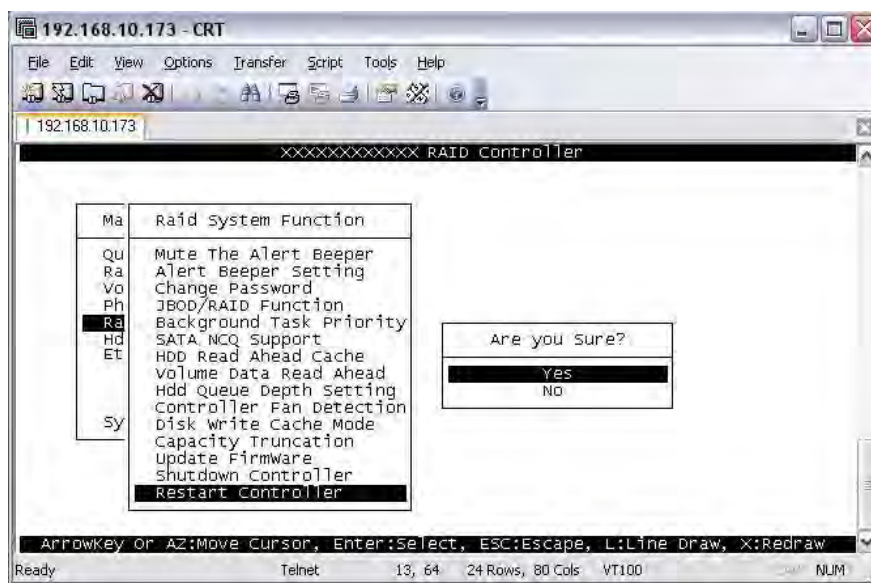 192.168.10.173 - CRT
File Edit View Options Transfer Script Tools Help
192.168.10.173
XXXXXXXXXXXX RAID Controller
Ma
Raid System Function
Qu
Ra
Vo
Ph
Ra
Hd
Et
Sy
Mute The Alert Beeper
Alert Beeper Setting
Change Password
JBOD/RAID Function
Background Task Priority
SATA NCQ Support
HDD Read Ahead Cache
Volume Data Read Ahead
Hdd Queue Depth Setting
Controller Fan Detection
Disk Write Cache Mode
Capacity Truncation
Update Firmware
Shutdown Controller
Restart Controller
Are you Sure?
Yes
No
ArrowKey Or AZ:Move Cursor, Enter:Select, ESC:Escape, L:Line Draw, X:Redraw
Ready Telnet 13, 64 24 Rows, 80 Cols VT100 NUM